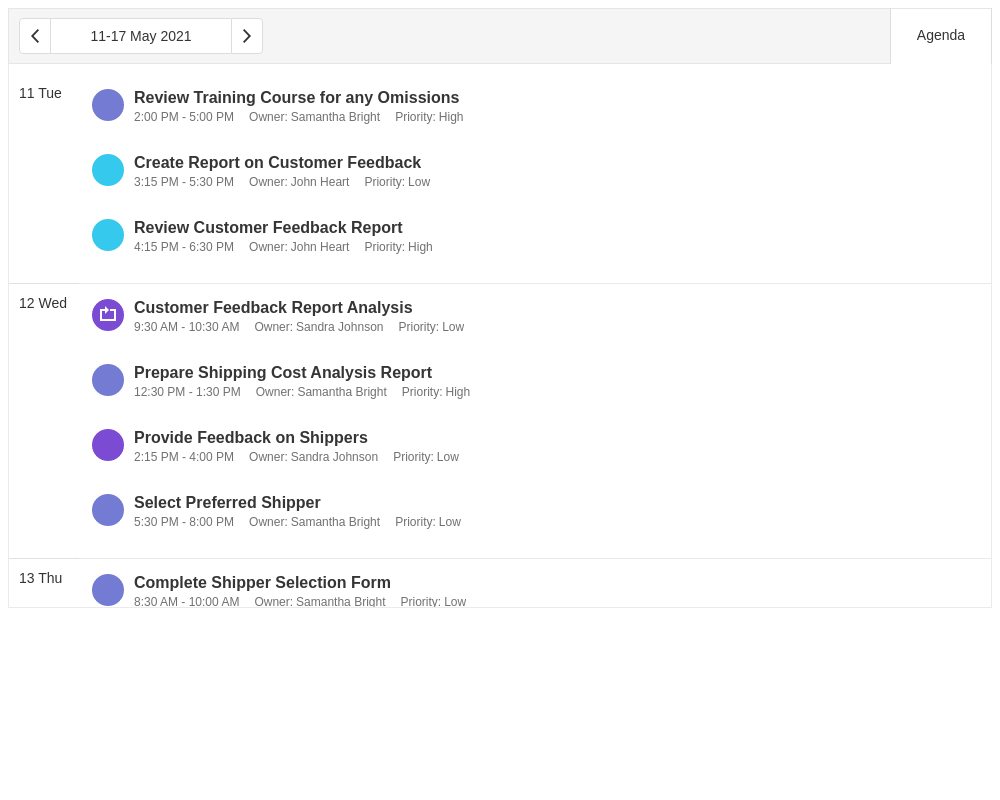 11-17 May 2021
Agenda
11 Tue
Review Training Course for any Omissions
2:00 PM - 5:00 PM Owner: Samantha Bright Priority: High
Create Report on Customer Feedback
3:15 PM - 5:30 PM Owner: John Heart Priority: Low
Review Customer Feedback Report
4:15 PM - 6:30 PM Owner: John Heart Priority: High
12 Wed
Customer Feedback Report Analysis
9:30 AM - 10:30 AM Owner: Sandra Johnson Priority: Low
Prepare Shipping Cost Analysis Report
12:30 PM - 1:30 PM Owner: Samantha Bright Priority: High
Provide Feedback on Shippers
2:15 PM - 4:00 PM Owner: Sandra Johnson Priority: Low
Select Preferred Shipper
5:30 PM - 8:00 PM Owner: Samantha Bright Priority: Low
13 Thu
Complete Shipper Selection Form
8:30 AM - 10:00 AM Owner: Samantha Bright Priority: Low